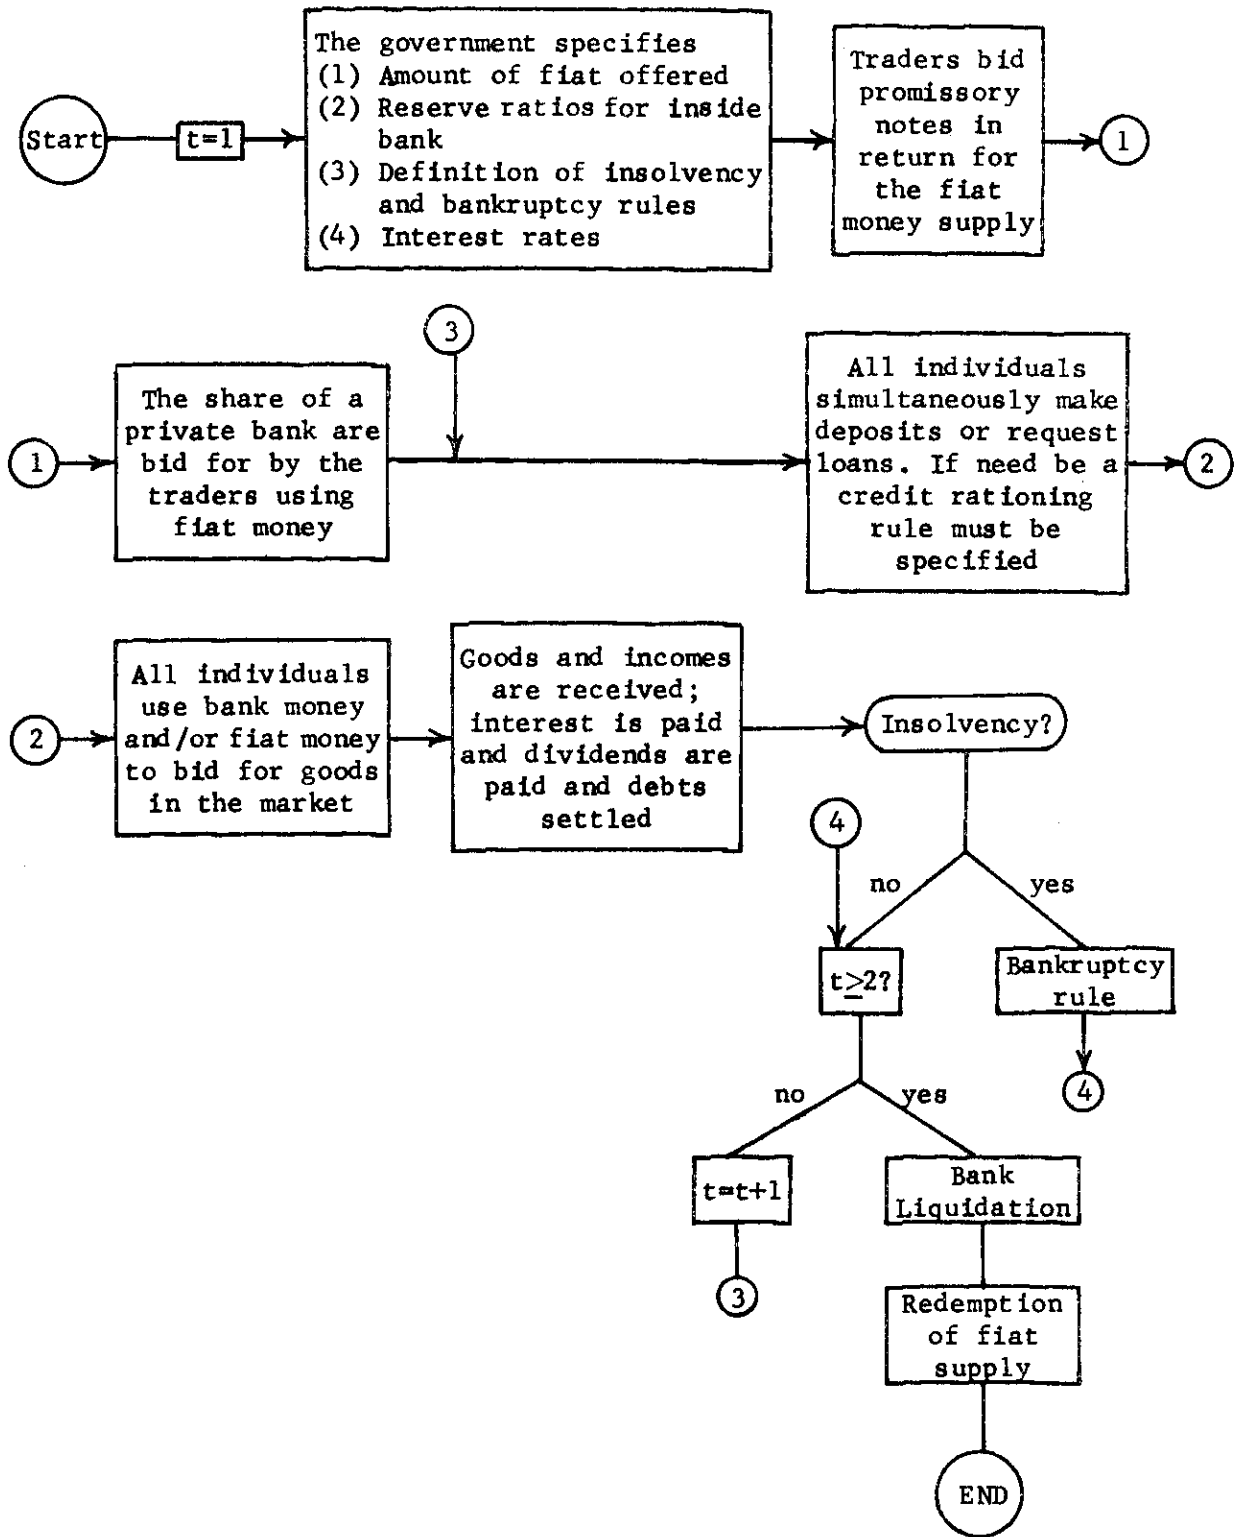 Start
t=1
The government specifies
(1) Amount of fiat offered
(2) Reserve ratios for inside
bank
(3) Definition of insolvency
and bankruptcy rules
(4) Interest rates
Traders bid
promissory
notes in
return for
the fiat
money supply
1
3
1
The share of a
private bank are
bid for by the
traders using
fiat money
All individuals
simultaneously make
deposits or request
loans. If need be a
credit rationing
rule must be
specified
2
2
All individuals
use bank money
and/or fiat money
to bid for goods
in the market
Goods and incomes
are received;
interest is paid
and dividends are
paid and debts
settled
Insolvency?
4
no
yes
t≥2?
Bankruptcy
rule
4
no
yes
t=t+1
3
Bank
Liquidation
Redemption
of fiat
supply
END